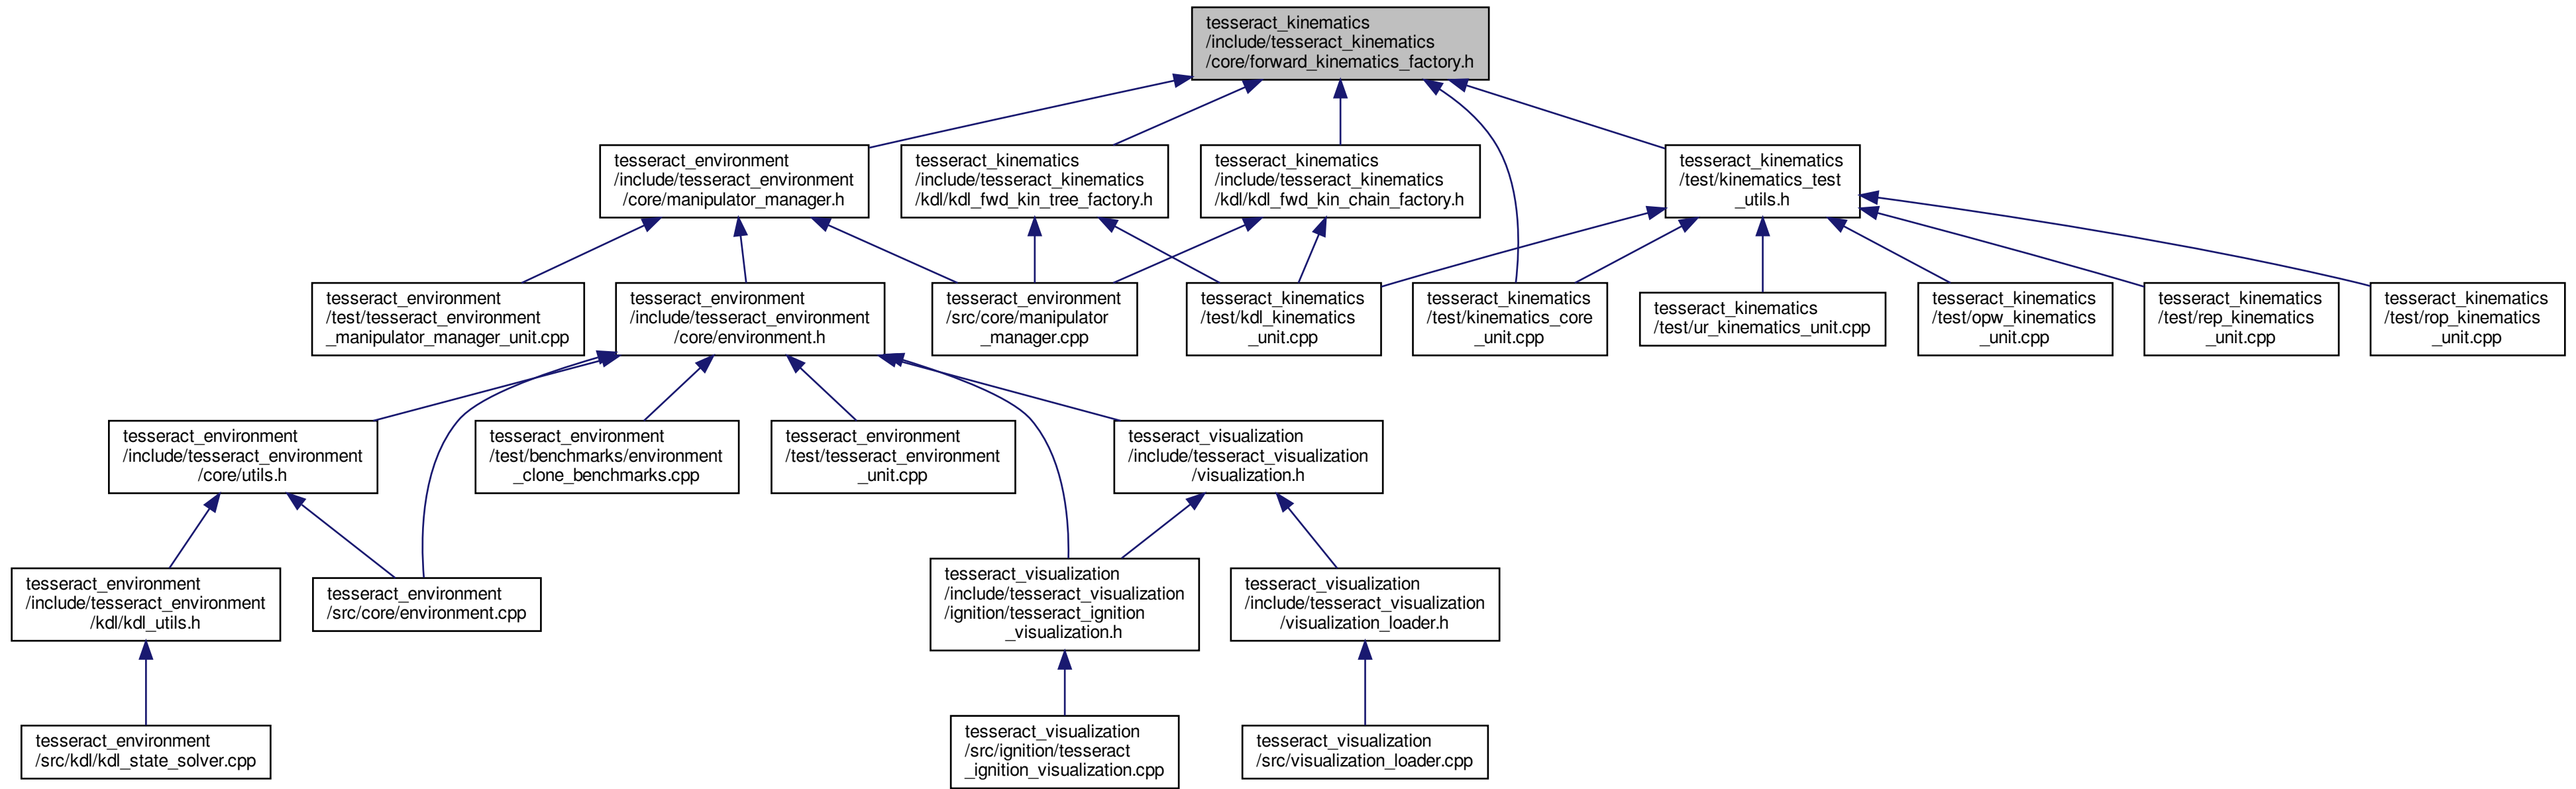 tesseract_kinematics
/include/tesseract_kinematics
/core/forward_kinematics_factory.h
tesseract_environment
/include/tesseract_environment
/core/manipulator_manager.h
tesseract_kinematics
/include/tesseract_kinematics
/kdl/kdl_fwd_kin_tree_factory.h
tesseract_kinematics
/include/tesseract_kinematics
/kdl/kdl_fwd_kin_chain_factory.h
tesseract_kinematics
/test/kinematics_test
_utils.h
tesseract_environment
/test/tesseract_environment
_manipulator_manager_unit.cpp
tesseract_environment
/include/tesseract_environment
/core/environment.h
tesseract_environment
/src/core/manipulator
_manager.cpp
tesseract_kinematics
/test/kdl_kinematics
_unit.cpp
tesseract_kinematics
/test/kinematics_core
_unit.cpp
tesseract_kinematics
/test/ur_kinematics_unit.cpp
tesseract_kinematics
/test/opw_kinematics
_unit.cpp
tesseract_kinematics
/test/rep_kinematics
_unit.cpp
tesseract_kinematics
/test/rop_kinematics
_unit.cpp
tesseract_environment
/include/tesseract_environment
/core/utils.h
tesseract_environment
/test/benchmarks/environment
_clone_benchmarks.cpp
tesseract_environment
/test/tesseract_environment
_unit.cpp
tesseract_visualization
/include/tesseract_visualization
/visualization.h
tesseract_environment
/include/tesseract_environment
/kdl/kdl_utils.h
tesseract_environment
/src/core/environment.cpp
tesseract_visualization
/include/tesseract_visualization
/ignition/tesseract_ignition
_visualization.h
tesseract_visualization
/include/tesseract_visualization
/visualization_loader.h
tesseract_environment
/src/kdl/kdl_state_solver.cpp
tesseract_visualization
/src/ignition/tesseract
_ignition_visualization.cpp
tesseract_visualization
/src/visualization_loader.cpp